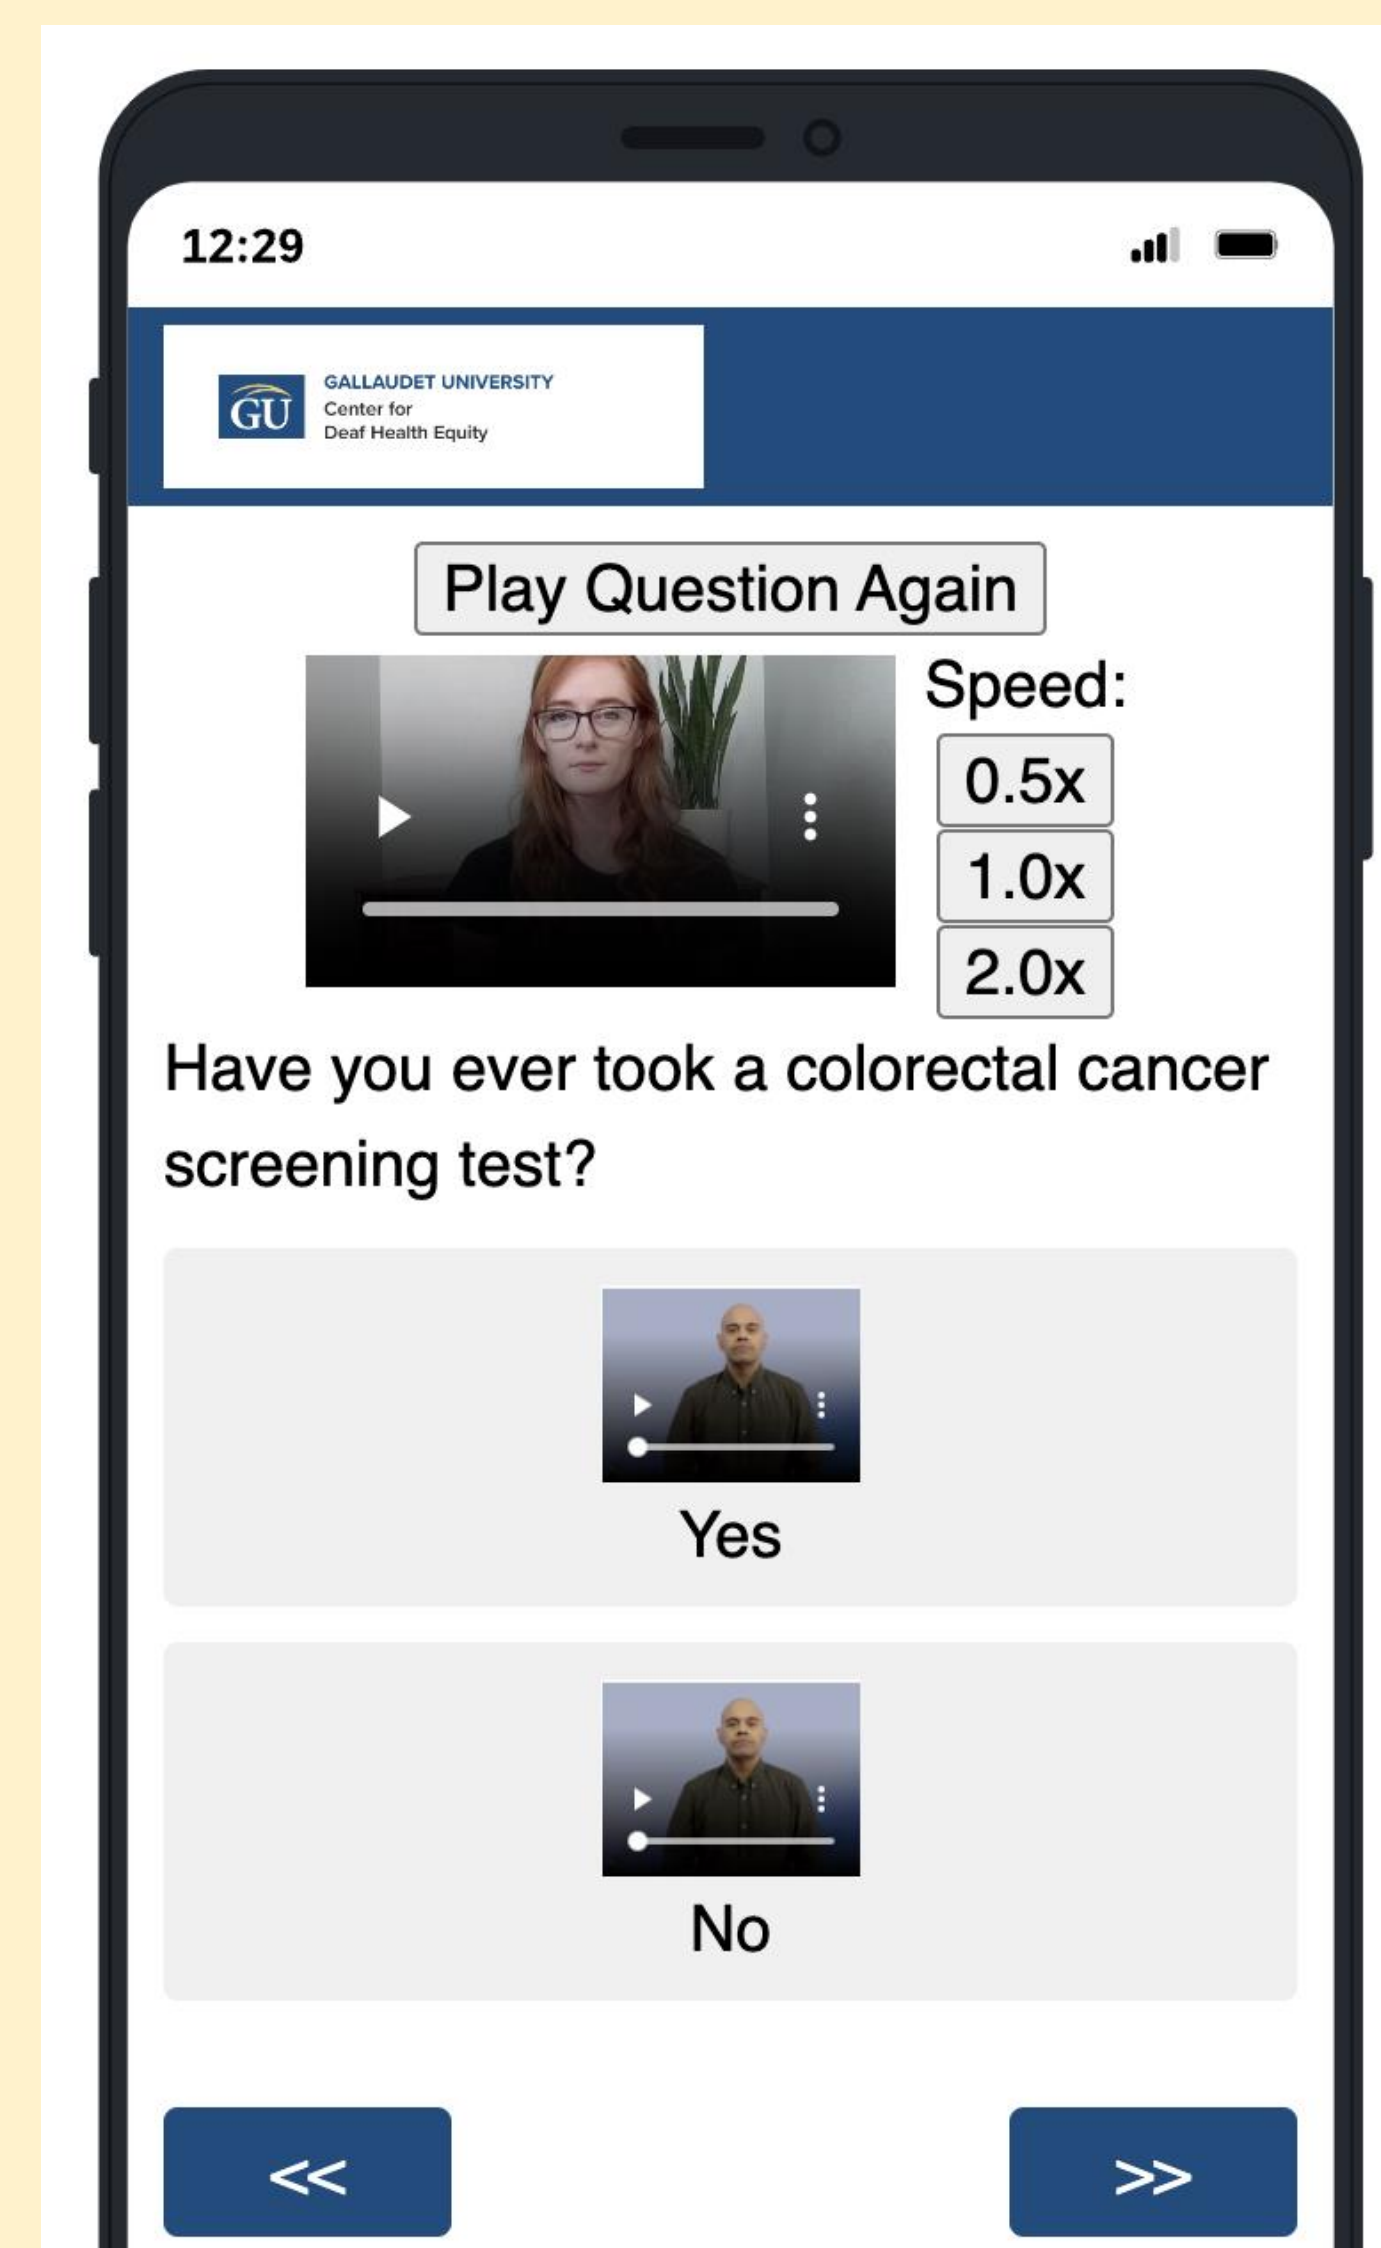 12:29
GU
GALLAUDET UNIVERSITY
Center for
Deaf Health Equity
Play Question Again
Speed:
0.5x
1.0x
2.0x
Have you ever took a colorectal cancer
screening test?
Yes
No
<<
>>